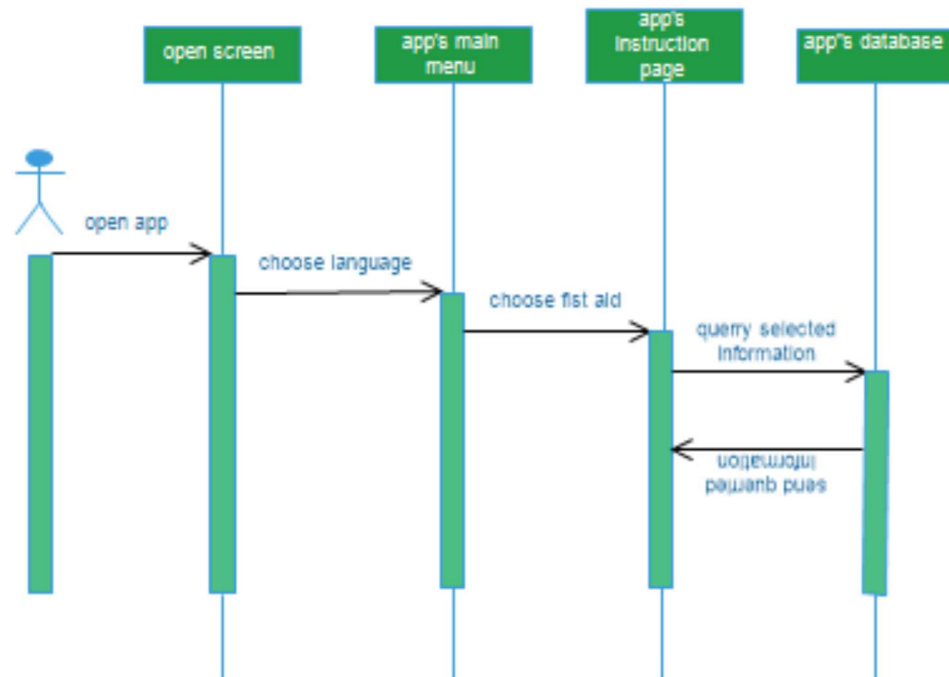 open screen
app's main
menu
app's
instruction
page
app"s database
open app
choose language
choose fist aid
querry selected
information
send querried
information